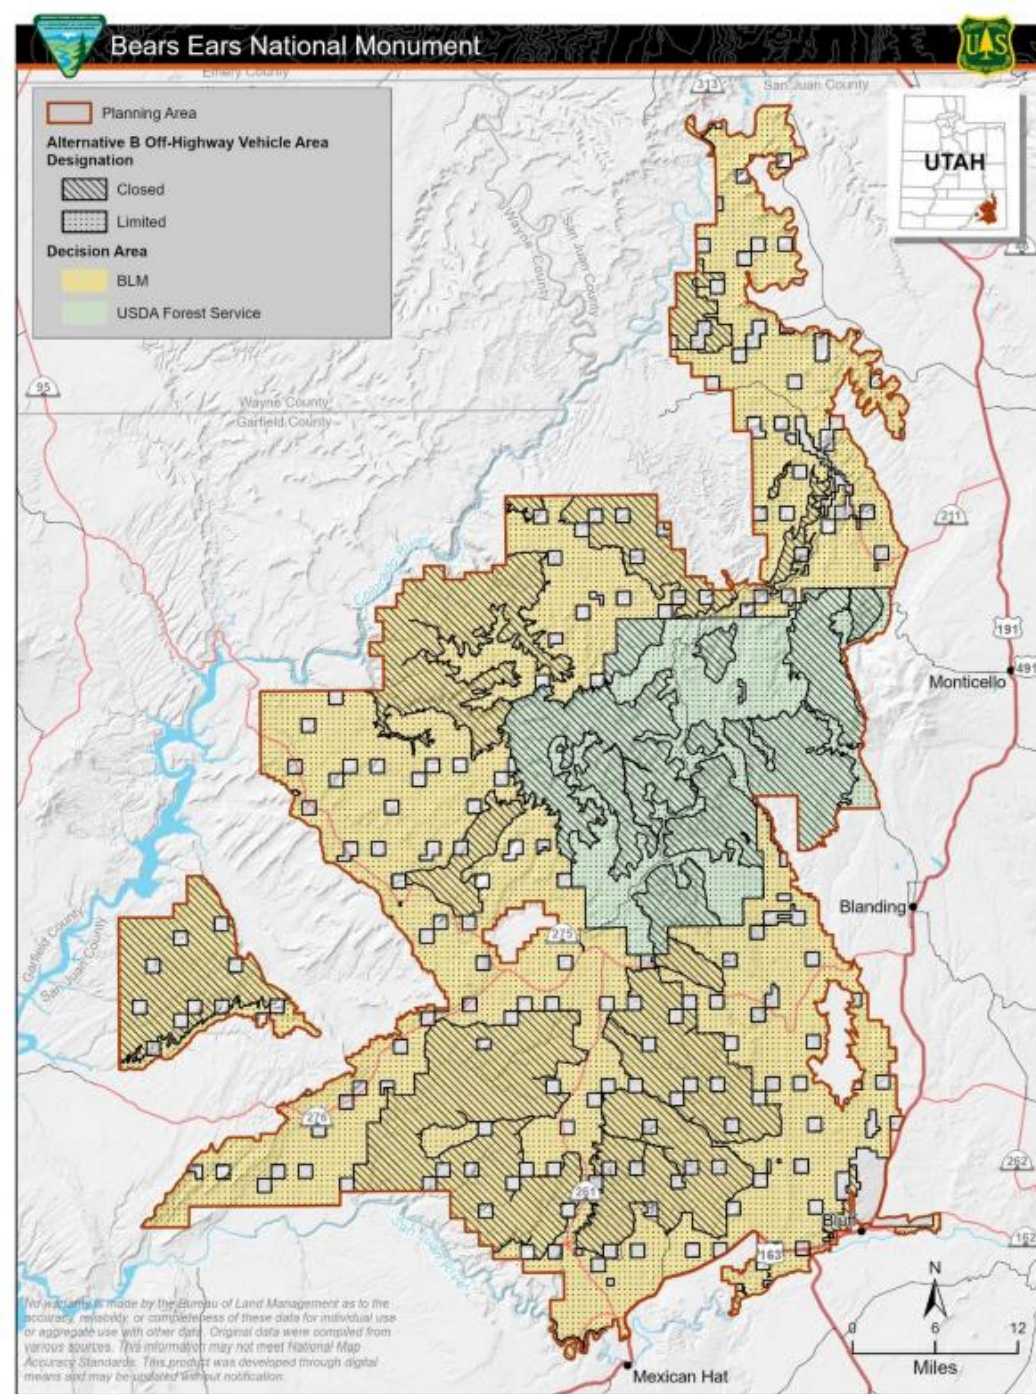 Bears Ears National Monument
US
Emery County
313
San Juan County
Planning Area
Alternative B Off-Highway Vehicle Area
Designation
Closed
Limited
Decision Area
BLM
USDA Forest Service
UTAH
Wayne County
San Juan County
95
Wayne County
Garfield County
211
Colorado River
191
491
Monticello
Blanding
275
Garfield County
San Juan County
276
261
262
Bluff
163
162
San Juan River
N
0 6 12
Miles
Mexican Hat
No warranty is made by the Bureau of Land Management as to the
accuracy, reliability, or completeness of these data for individual use
or aggregate use with other data. Original data were compiled from
various sources. This information may not meet National Map
Accuracy Standards. This product was developed through digital
means and may be updated without notification.